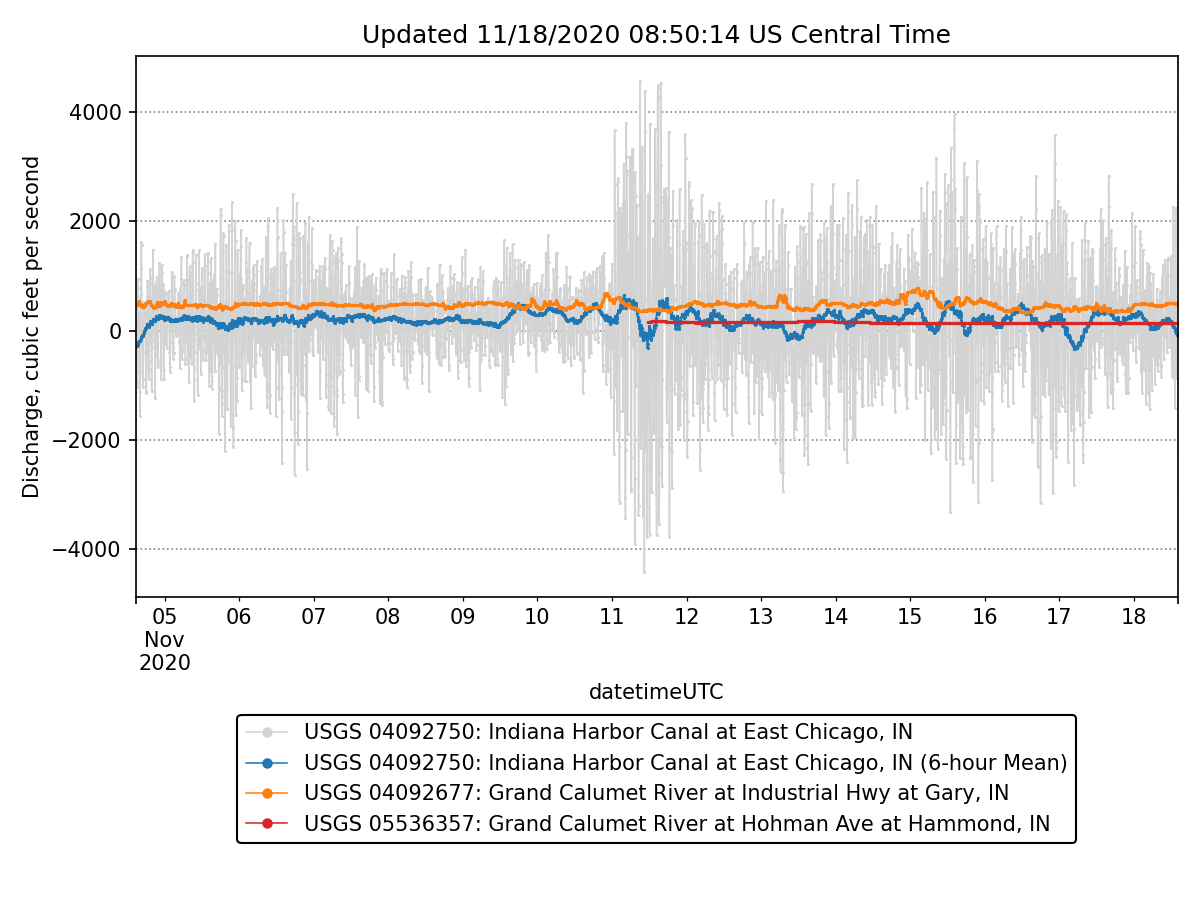 Updated 11/18/2020 08:50:14 US Central Time
Discharge, cubic feet per second
4000
2000
0
−2000
−4000
05 06 07 08 09 10 11 12 13 14 15 16 17 18
Nov
2020
datetimeUTC
USGS 04092750: Indiana Harbor Canal at East Chicago, IN
USGS 04092750: Indiana Harbor Canal at East Chicago, IN (6-hour Mean)
USGS 04092677: Grand Calumet River at Industrial Hwy at Gary, IN
USGS 05536357: Grand Calumet River at Hohman Ave at Hammond, IN